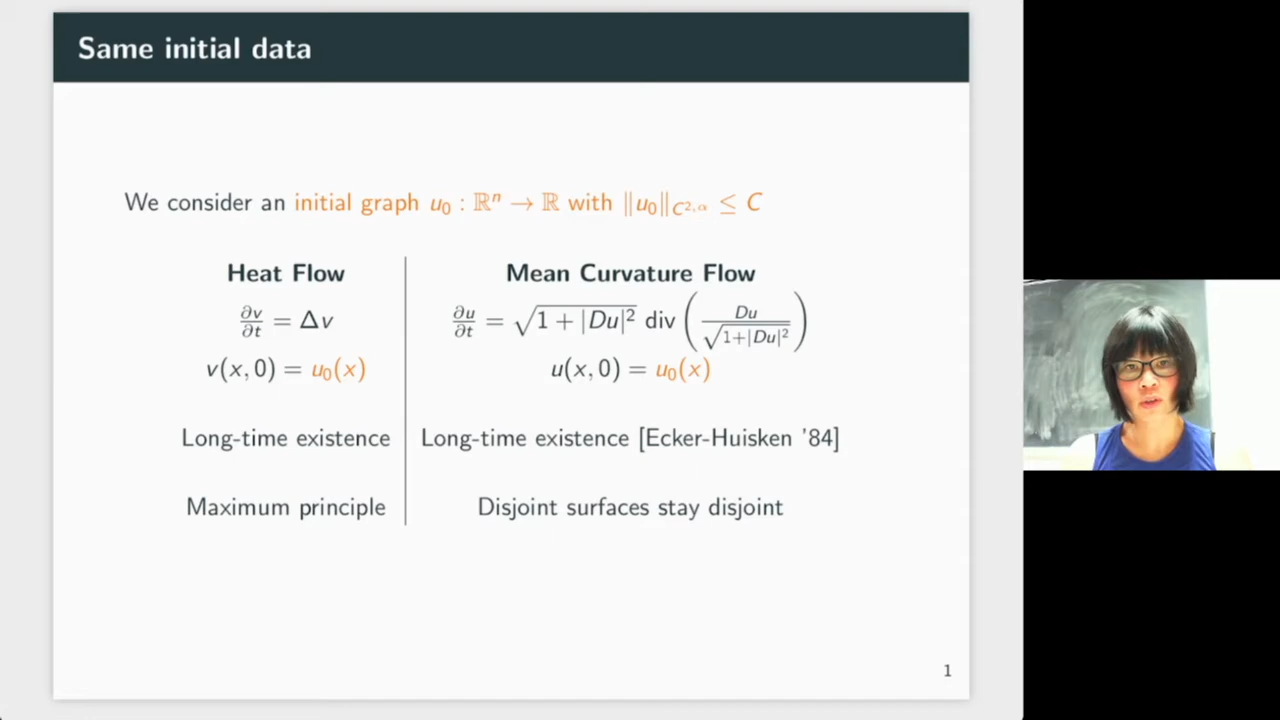 Same initial data
We consider an initial graph u₀ : ℝⁿ → ℝ with ‖u₀‖_{C^{2,α}} ≤ C
Heat Flow
∂v/∂t = Δv
v(x, 0) = u₀(x)
Long-time existence
Maximum principle
Mean Curvature Flow
∂u/∂t = √(1 + |Du|²) div (Du/√(1+|Du|²))
u(x, 0) = u₀(x)
Long-time existence [Ecker-Huisken '84]
Disjoint surfaces stay disjoint
1